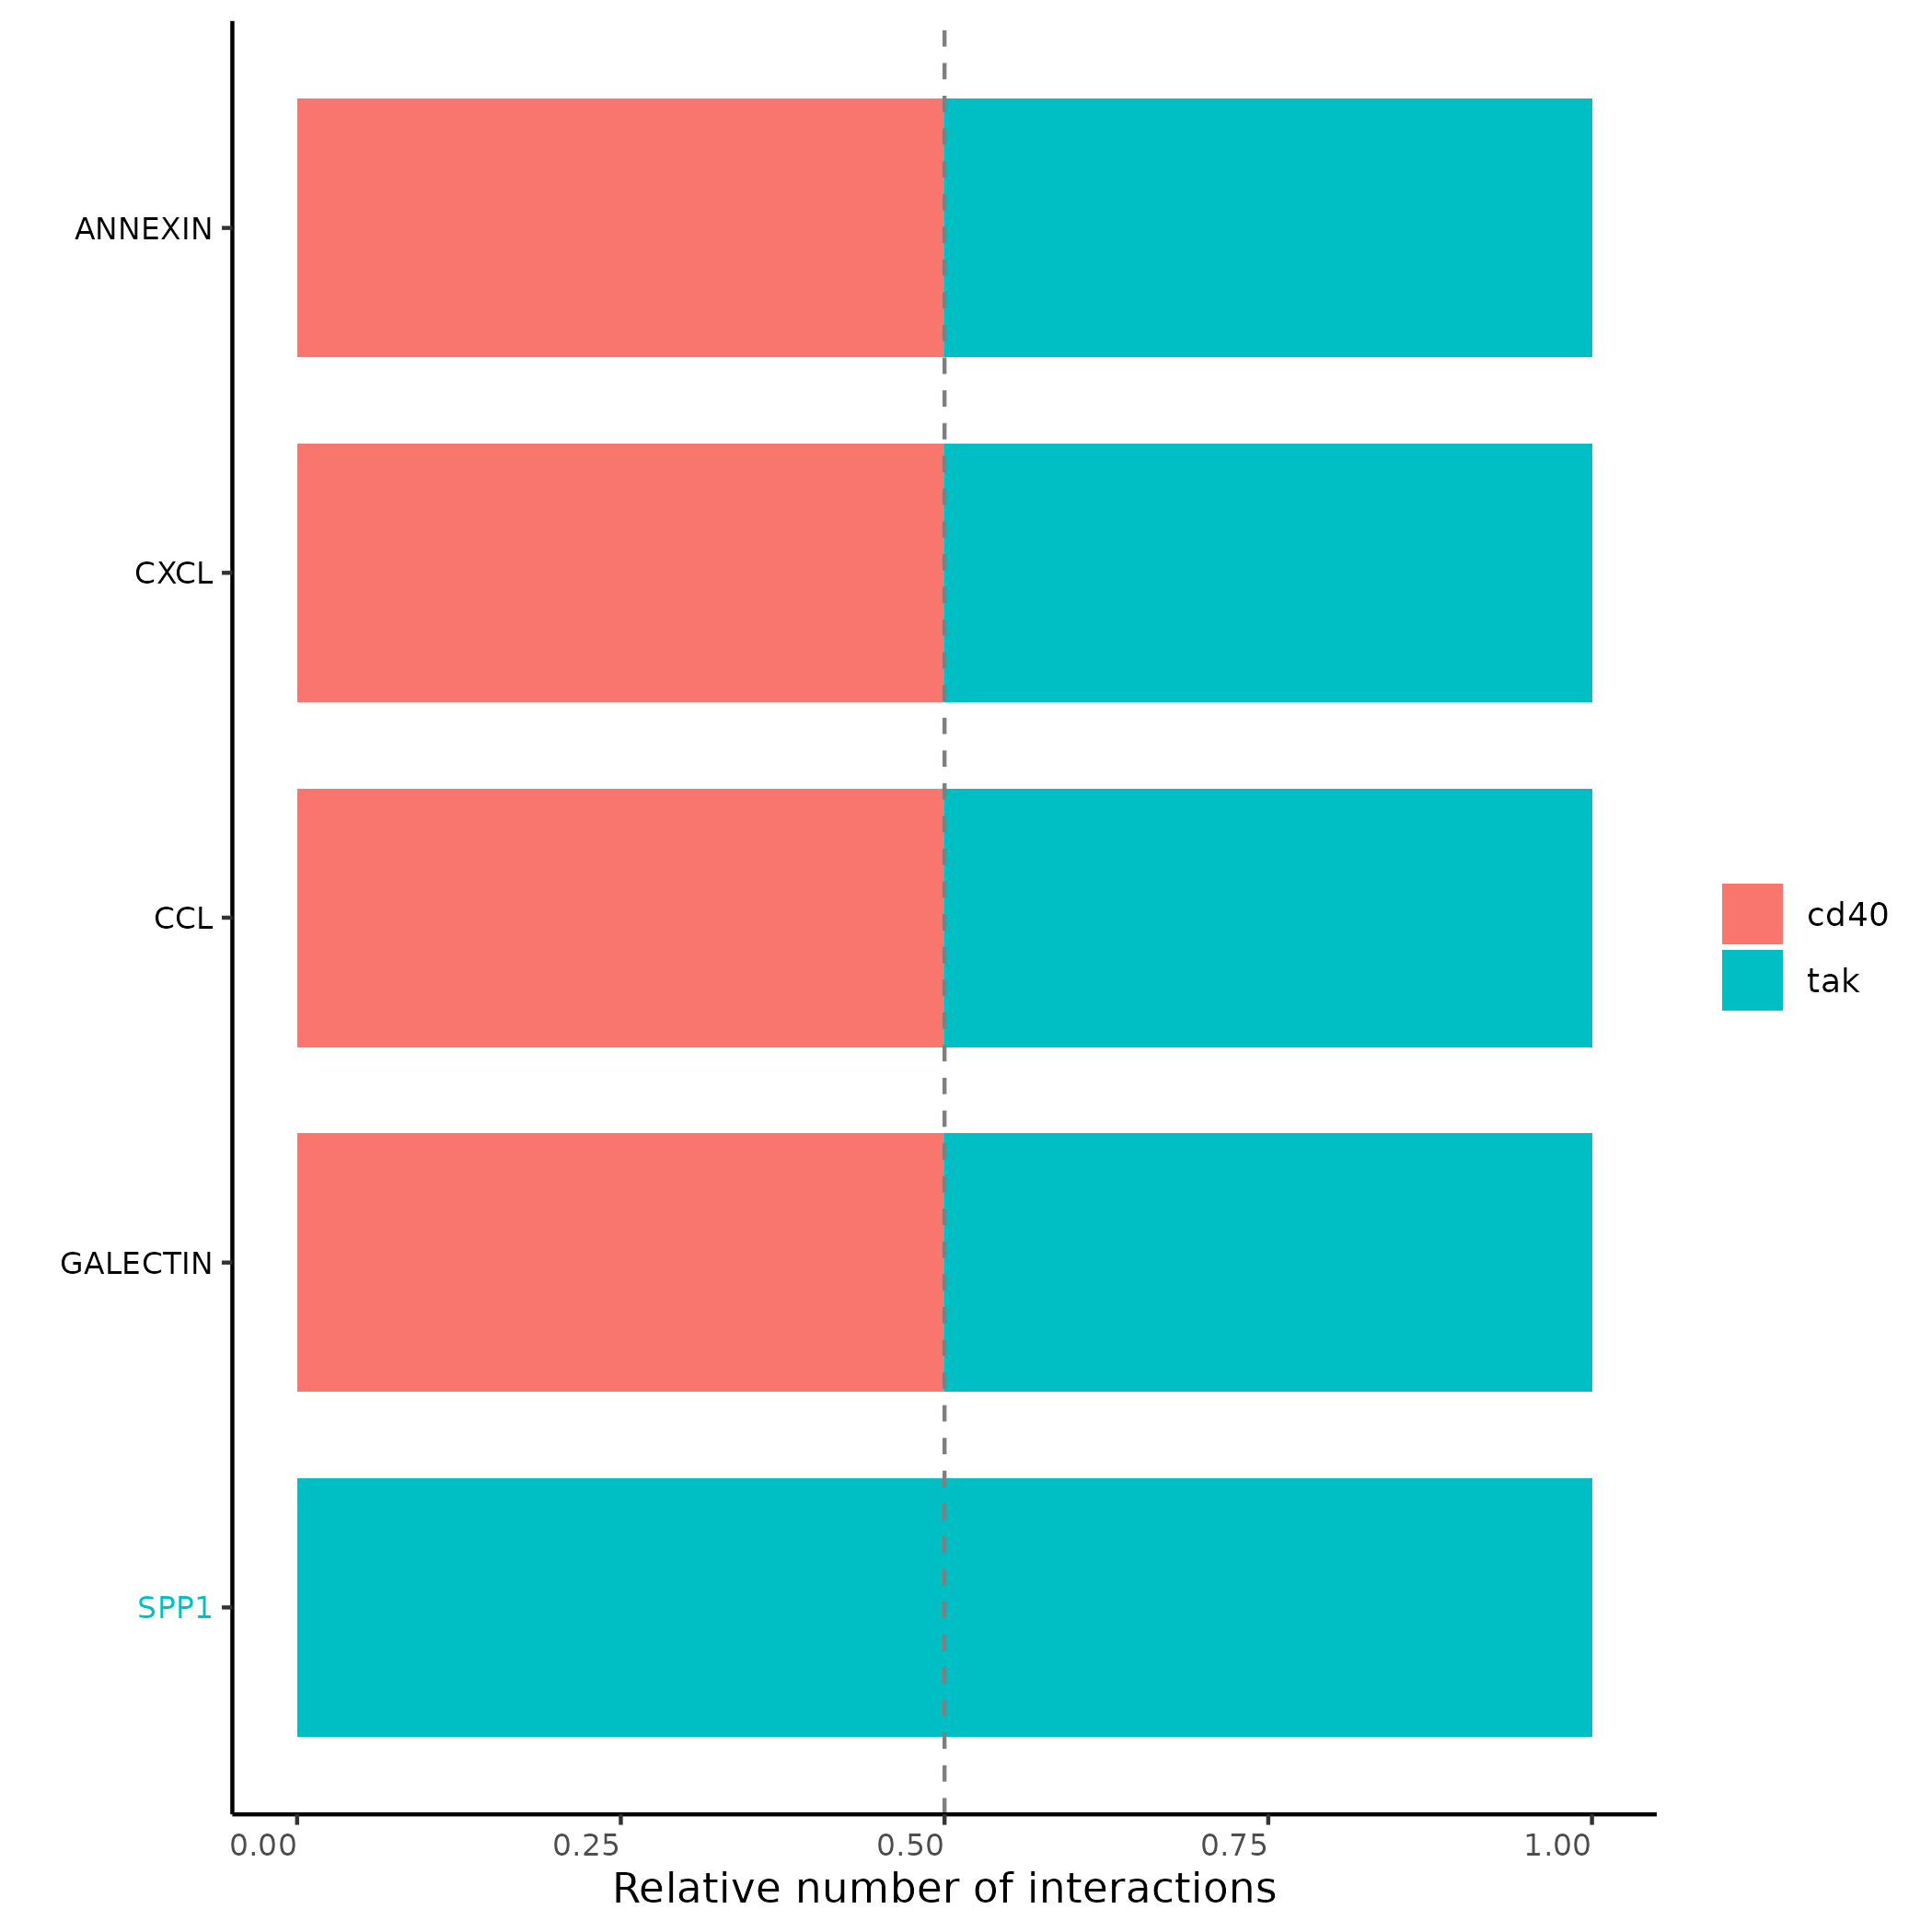 ANNEXIN
CXCL
CCL
GALECTIN
SPP1
cd40
tak
0.00 0.25 0.50 0.75 1.00
Relative number of interactions